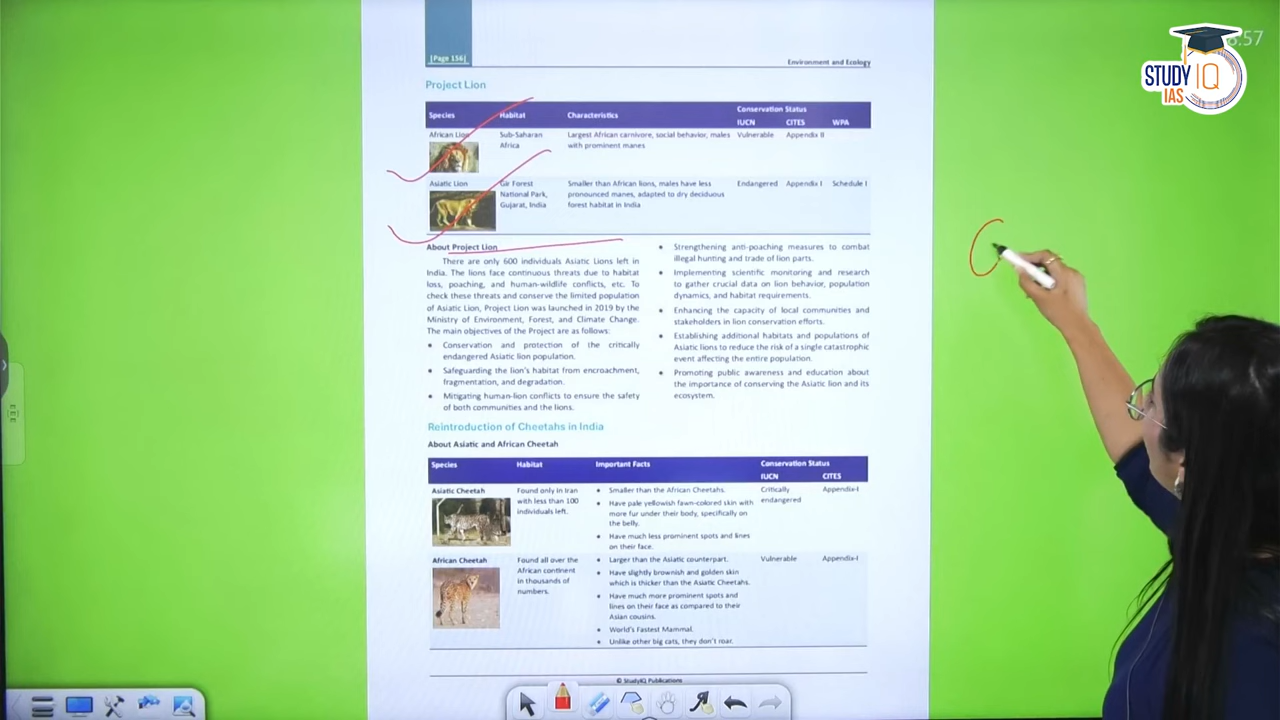 8:57
STUDY IQ
IAS
|Page 156|
Environment and Ecology
Project Lion
Species Habitat Characteristics Conservation Status
IUCN CITES WPA
African Lion Sub-Saharan Africa Largest African carnivore, social behavior, males with prominent manes Vulnerable Appendix II
Asiatic Lion Gir Forest National Park, Gujarat, India Smaller than African lions, males have less pronounced manes, adapted to dry deciduous forest habitat in India Endangered Appendix I Schedule I
About Project Lion
There are only 600 individuals Asiatic Lions left in
India. The lions face continuous threats due to habitat
loss, poaching, and human-wildlife conflicts, etc. To
check these threats and conserve the limited population
of Asiatic Lion, Project Lion was launched in 2019 by the
Ministry of Environment, Forest, and Climate Change.
The main objectives of the Project are as follows:
• Conservation and protection of the critically
endangered Asiatic lion population.
• Safeguarding the lion's habitat from encroachment,
fragmentation, and degradation.
• Mitigating human-lion conflicts to ensure the safety
of both communities and the lions.
• Strengthening anti-poaching measures to combat
illegal hunting and trade of lion parts.
• Implementing scientific monitoring and research
to gather crucial data on lion behavior, population
dynamics, and habitat requirements.
• Enhancing the capacity of local communities and
stakeholders in lion conservation efforts.
• Establishing additional habitats and populations of
Asiatic lions to reduce the risk of a single catastrophic
event affecting the entire population.
• Promoting public awareness and education about
the importance of conserving the Asiatic lion and its
ecosystem.
Reintroduction of Cheetahs in India
About Asiatic and African Cheetah
Species Habitat Important Facts Conservation Status
IUCN CITES
Asiatic Cheetah Found only in Iran with less than 100 individuals left.
• Smaller than the African Cheetahs.
• Have pale yellowish fawn-colored skin with
more fur under their body, specifically on
the belly.
• Have much less prominent spots and lines
on their face.
Critically endangered Appendix-I
African Cheetah Found all over the African continent in thousands of numbers.
• Larger than the Asiatic counterpart.
• Have slightly brownish and golden skin
which is thicker than the Asiatic Cheetahs.
• Have much more prominent spots and
lines on their face as compared to their
Asian cousins.
• World's Fastest Mammal.
• Unlike other big cats, they don't roar.
Vulnerable Appendix-I
© StudyIQ Publications